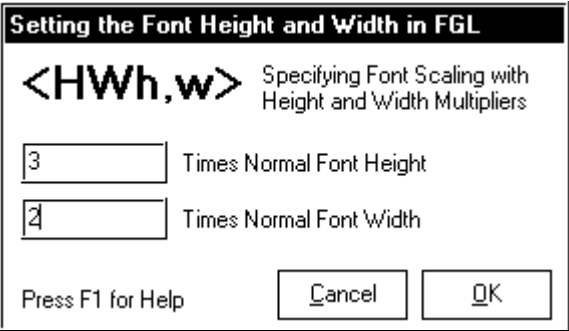 Setting the Font Height and Width in FGL
<HWh,w> Specifying Font Scaling with
Height and Width Multipliers
3 Times Normal Font Height
2 Times Normal Font Width
Press F1 for Help Cancel OK